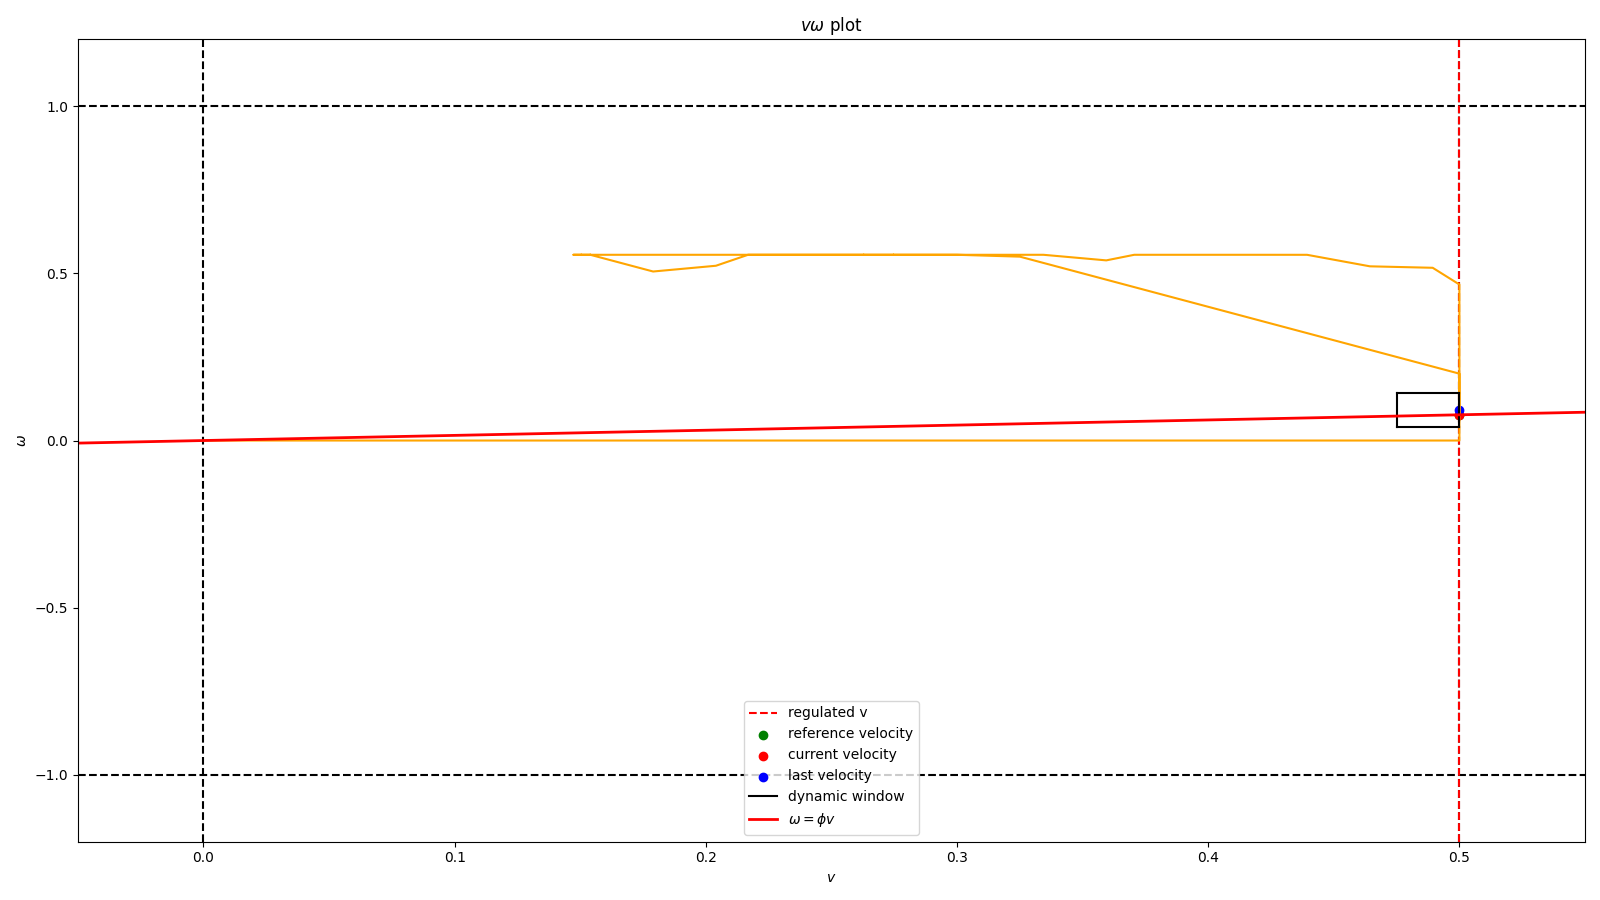 vω plot
1.0
0.5
0.0
−0.5
−1.0
ω
0.0 0.1 0.2 0.3 0.4 0.5
v
regulated v
reference velocity
current velocity
last velocity
dynamic window
ω = ϕv